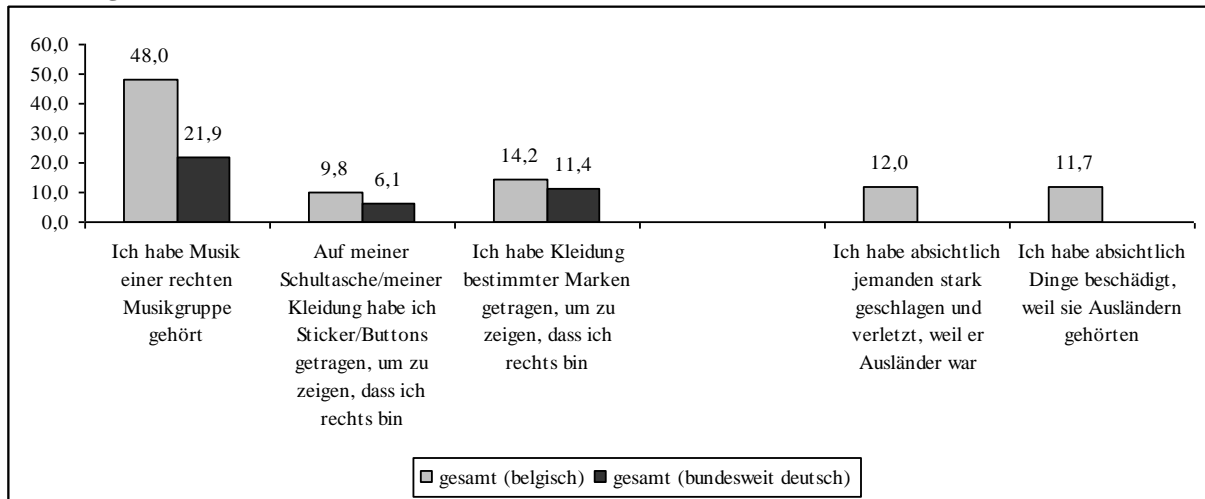 60,0
50,0
40,0
30,0
20,0
10,0
0,0
48,0
21,9
9,8
6,1
14,2
11,4
12,0
11,7
Ich habe Musik
einer rechten
Musikgruppe
gehört
Auf meiner
Schultasche/meiner
Kleidung habe ich
Sticker/Buttons
getragen, um zu
zeigen, dass ich
rechts bin
Ich habe Kleidung
bestimmter Marken
getragen, um zu
zeigen, dass ich
rechts bin
Ich habe absichtlich
jemanden stark
geschlagen und
verletzt, weil er
Ausländer war
Ich habe absichtlich
Dinge beschädigt,
weil sie Ausländern
gehörten
gesamt (belgisch)
gesamt (bundesweit deutsch)